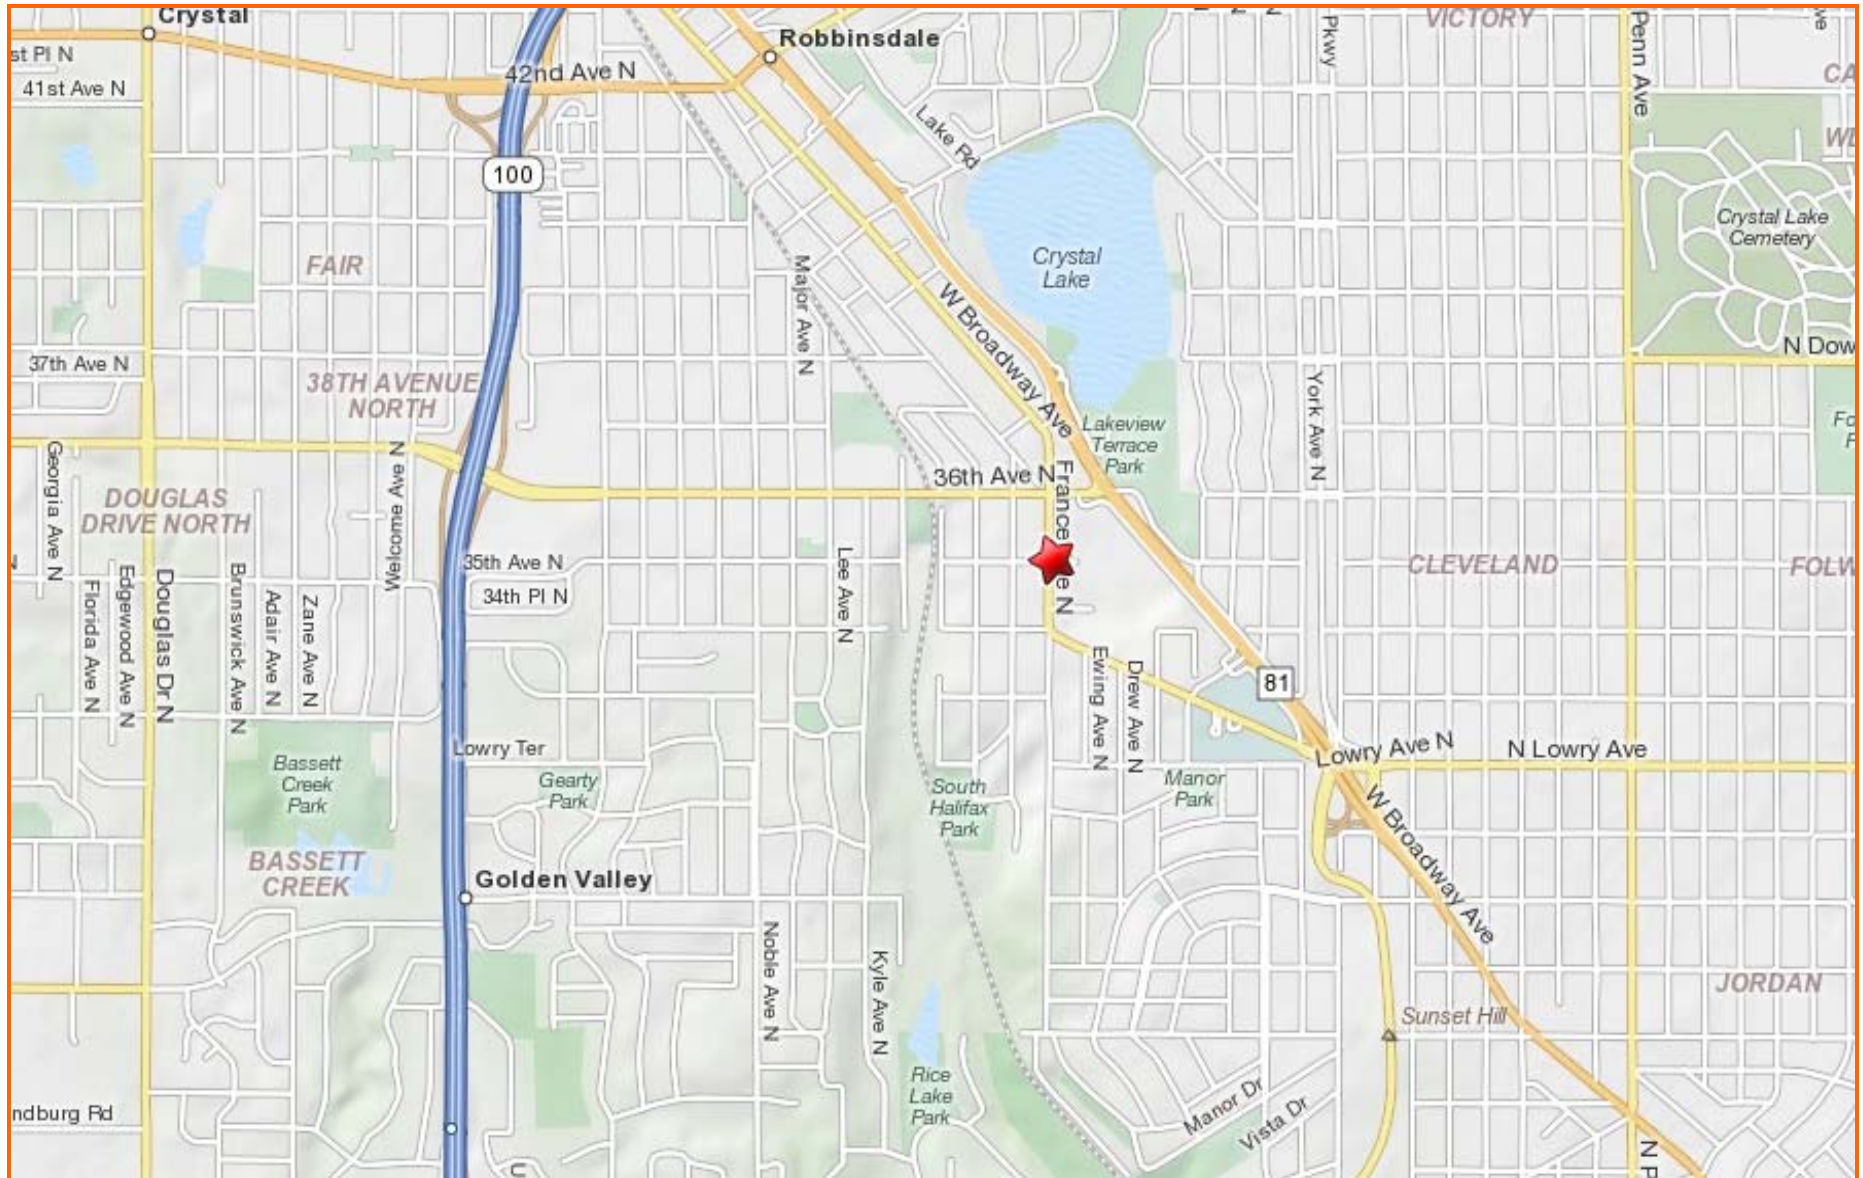 Crystal
Robbinsdale
VICTORY
Pkwy
Penn Ave
st Pl N
42nd Ave N
41st Ave N
CA
Lake Rd
Crystal Lake
Cemetery
100
FAIR
Major Ave N
Crystal
Lake
W Broadway Ave
N Dow
37th Ave N
38TH AVENUE
NORTH
York Ave N
Lakeview
Terrace
Park
Georgia Ave N
Welcome Ave N
36th Ave N
France
e N
DOUGLAS
DRIVE NORTH
35th Ave N
34th Pl N
Lee Ave N
CLEVELAND
FOLW
Florida Ave N
Edgewood Ave N
Douglas Dr N
Brunswick Ave N
Adair Ave N
Zane Ave N
Ewing Ave N
Drew Ave N
81
Lowry Ave N
N Lowry Ave
Lowry Ter
Bassett
Creek
Park
Gearty
Park
South
Halifax
Park
Manor
Park
W Broadway Ave
BASSETT
CREEK
Golden Valley
Noble Ave N
Kyle Ave N
JORDAN
Sunset Hill
Rice
Lake
Park
Manor Dr
Vista Dr
ndburg Rd
N P